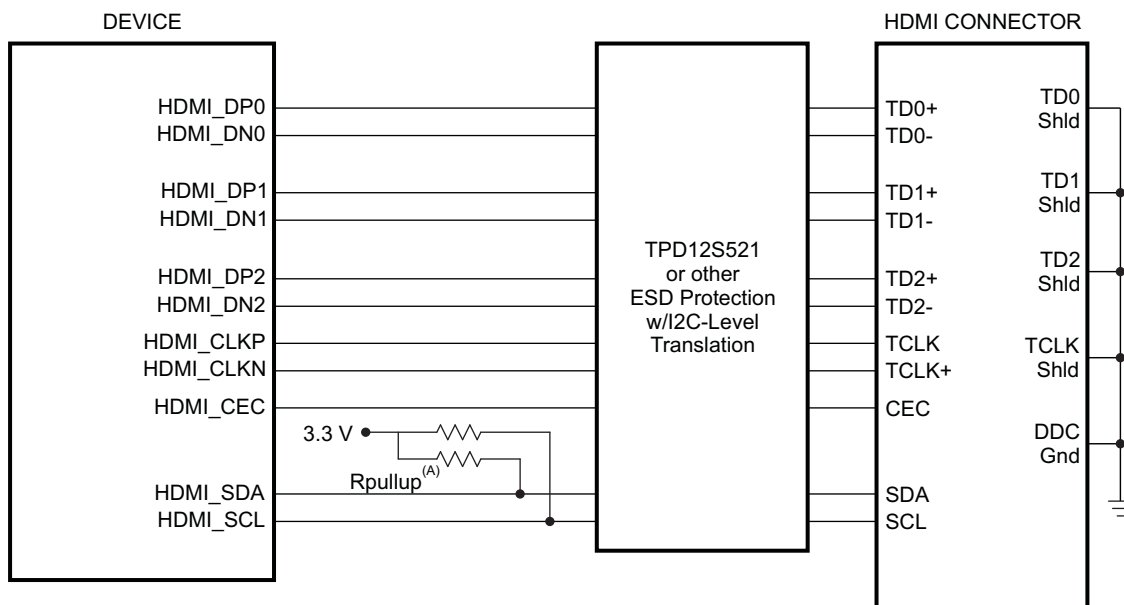 DEVICE
HDMI CONNECTOR
HDMI_DP0
HDMI_DN0
HDMI_DP1
HDMI_DN1
HDMI_DP2
HDMI_DN2
HDMI_CLKP
HDMI_CLKN
HDMI_CEC
3.3 V
Rpullup(A)
HDMI_SDA
HDMI_SCL
TPD12S521
or other
ESD Protection
w/I2C-Level
Translation
TD0+
TD0-
TD1+
TD1-
TD2+
TD2-
TCLK
TCLK+
CEC
SDA
SCL
TD0
Shld
TD1
Shld
TD2
Shld
TCLK
Shld
DDC
Gnd